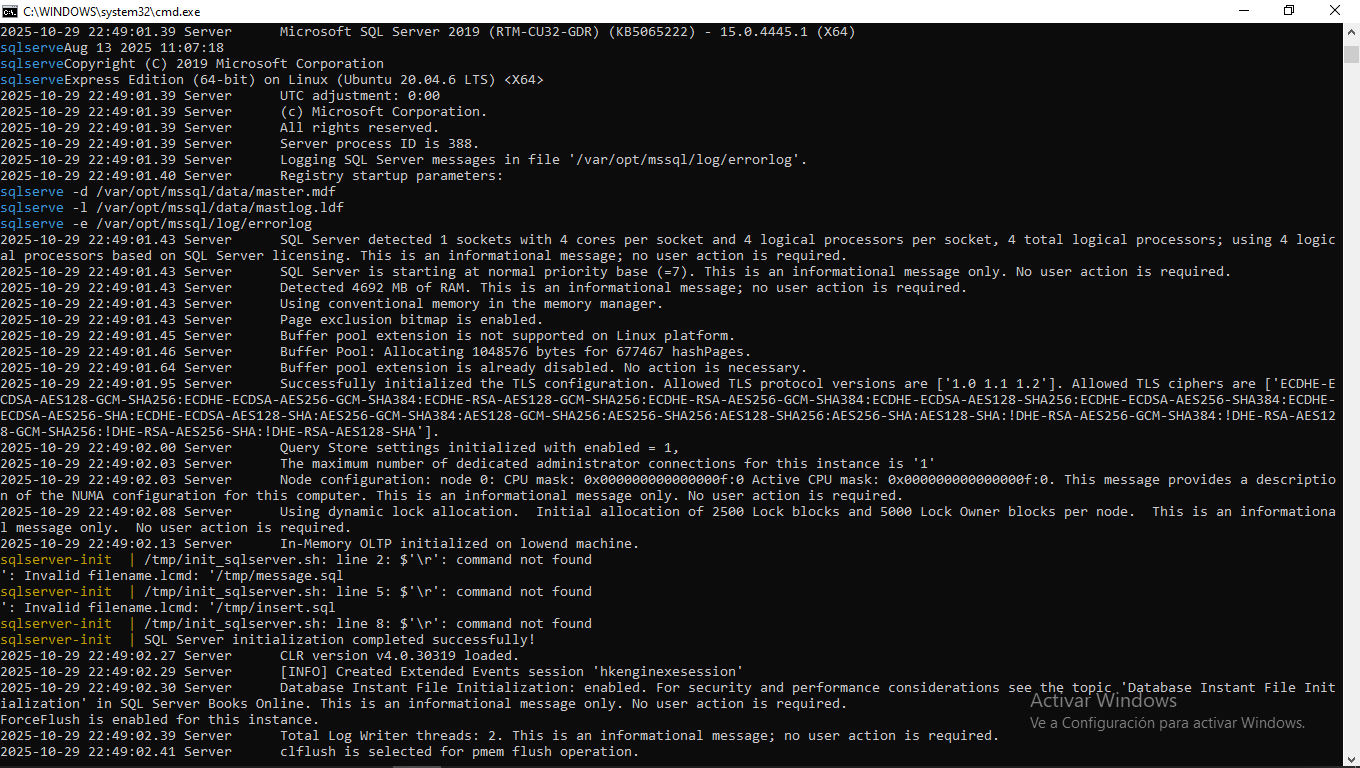 C:\WINDOWS\system32\cmd.exe
2025-10-29 22:49:01.39 Server      Microsoft SQL Server 2019 (RTM-CU32-GDR) (KB5065222) - 15.0.4445.1 (X64)
sqlserveAug 13 2025 11:07:18
sqlserveCopyright (C) 2019 Microsoft Corporation
sqlserveExpress Edition (64-bit) on Linux (Ubuntu 20.04.6 LTS) <X64>
2025-10-29 22:49:01.39 Server      UTC adjustment: 0:00
2025-10-29 22:49:01.39 Server      (c) Microsoft Corporation.
2025-10-29 22:49:01.39 Server      All rights reserved.
2025-10-29 22:49:01.39 Server      Server process ID is 388.
2025-10-29 22:49:01.39 Server      Logging SQL Server messages in file '/var/opt/mssql/log/errorlog'.
2025-10-29 22:49:01.40 Server      Registry startup parameters:
sqlserve -d /var/opt/mssql/data/master.mdf
sqlserve -l /var/opt/mssql/data/mastlog.ldf
sqlserve -e /var/opt/mssql/log/errorlog
2025-10-29 22:49:01.43 Server      SQL Server detected 1 sockets with 4 cores per socket and 4 logical processors per socket, 4 total logical processors; using 4 logic
al processors based on SQL Server licensing. This is an informational message; no user action is required.
2025-10-29 22:49:01.43 Server      SQL Server is starting at normal priority base (=7). This is an informational message only. No user action is required.
2025-10-29 22:49:01.43 Server      Detected 4692 MB of RAM. This is an informational message; no user action is required.
2025-10-29 22:49:01.43 Server      Using conventional memory in the memory manager.
2025-10-29 22:49:01.43 Server      Page exclusion bitmap is enabled.
2025-10-29 22:49:01.45 Server      Buffer pool extension is not supported on Linux platform.
2025-10-29 22:49:01.46 Server      Buffer Pool: Allocating 1048576 bytes for 677467 hashPages.
2025-10-29 22:49:01.64 Server      Buffer pool extension is already disabled. No action is necessary.
2025-10-29 22:49:01.95 Server      Successfully initialized the TLS configuration. Allowed TLS protocol versions are ['1.0 1.1 1.2']. Allowed TLS ciphers are ['ECDHE-E
CDSA-AES128-GCM-SHA256:ECDHE-ECDSA-AES256-GCM-SHA384:ECDHE-RSA-AES128-GCM-SHA256:ECDHE-RSA-AES256-GCM-SHA384:ECDHE-ECDSA-AES128-SHA256:ECDHE-ECDSA-AES256-SHA384:ECDHE-
ECDSA-AES256-SHA:ECDHE-ECDSA-AES128-SHA:AES256-GCM-SHA384:AES128-GCM-SHA256:AES256-SHA256:AES128-SHA256:AES256-SHA:AES128-SHA:!DHE-RSA-AES256-GCM-SHA384:!DHE-RSA-AES12
8-GCM-SHA256:!DHE-RSA-AES256-SHA:!DHE-RSA-AES128-SHA'].
2025-10-29 22:49:02.00 Server      Query Store settings initialized with enabled = 1,
2025-10-29 22:49:02.03 Server      The maximum number of dedicated administrator connections for this instance is '1'
2025-10-29 22:49:02.03 Server      Node configuration: node 0: CPU mask: 0x000000000000000f:0 Active CPU mask: 0x000000000000000f:0. This message provides a descriptio
n of the NUMA configuration for this computer. This is an informational message only. No user action is required.
2025-10-29 22:49:02.08 Server      Using dynamic lock allocation.  Initial allocation of 2500 Lock blocks and 5000 Lock Owner blocks per node.  This is an informationa
l message only.  No user action is required.
2025-10-29 22:49:02.13 Server      In-Memory OLTP initialized on lowend machine.
sqlserver-init  | /tmp/init_sqlserver.sh: line 2: $'\r': command not found
': Invalid filename.lcmd: '/tmp/message.sql
sqlserver-init  | /tmp/init_sqlserver.sh: line 5: $'\r': command not found
': Invalid filename.lcmd: '/tmp/insert.sql
sqlserver-init  | /tmp/init_sqlserver.sh: line 8: $'\r': command not found
sqlserver-init  | SQL Server initialization completed successfully!
2025-10-29 22:49:02.27 Server      CLR version v4.0.30319 loaded.
2025-10-29 22:49:02.29 Server      [INFO] Created Extended Events session 'hkenginexesession'
2025-10-29 22:49:02.30 Server      Database Instant File Initialization: enabled. For security and performance considerations see the topic 'Database Instant File Init
ialization' in SQL Server Books Online. This is an informational message only. No user action is required.
ForceFlush is enabled for this instance.
2025-10-29 22:49:02.39 Server      Total Log Writer threads: 2. This is an informational message; no user action is required.
2025-10-29 22:49:02.41 Server      clflush is selected for pmem flush operation.
Activar Windows
Ve a Configuración para activar Windows.